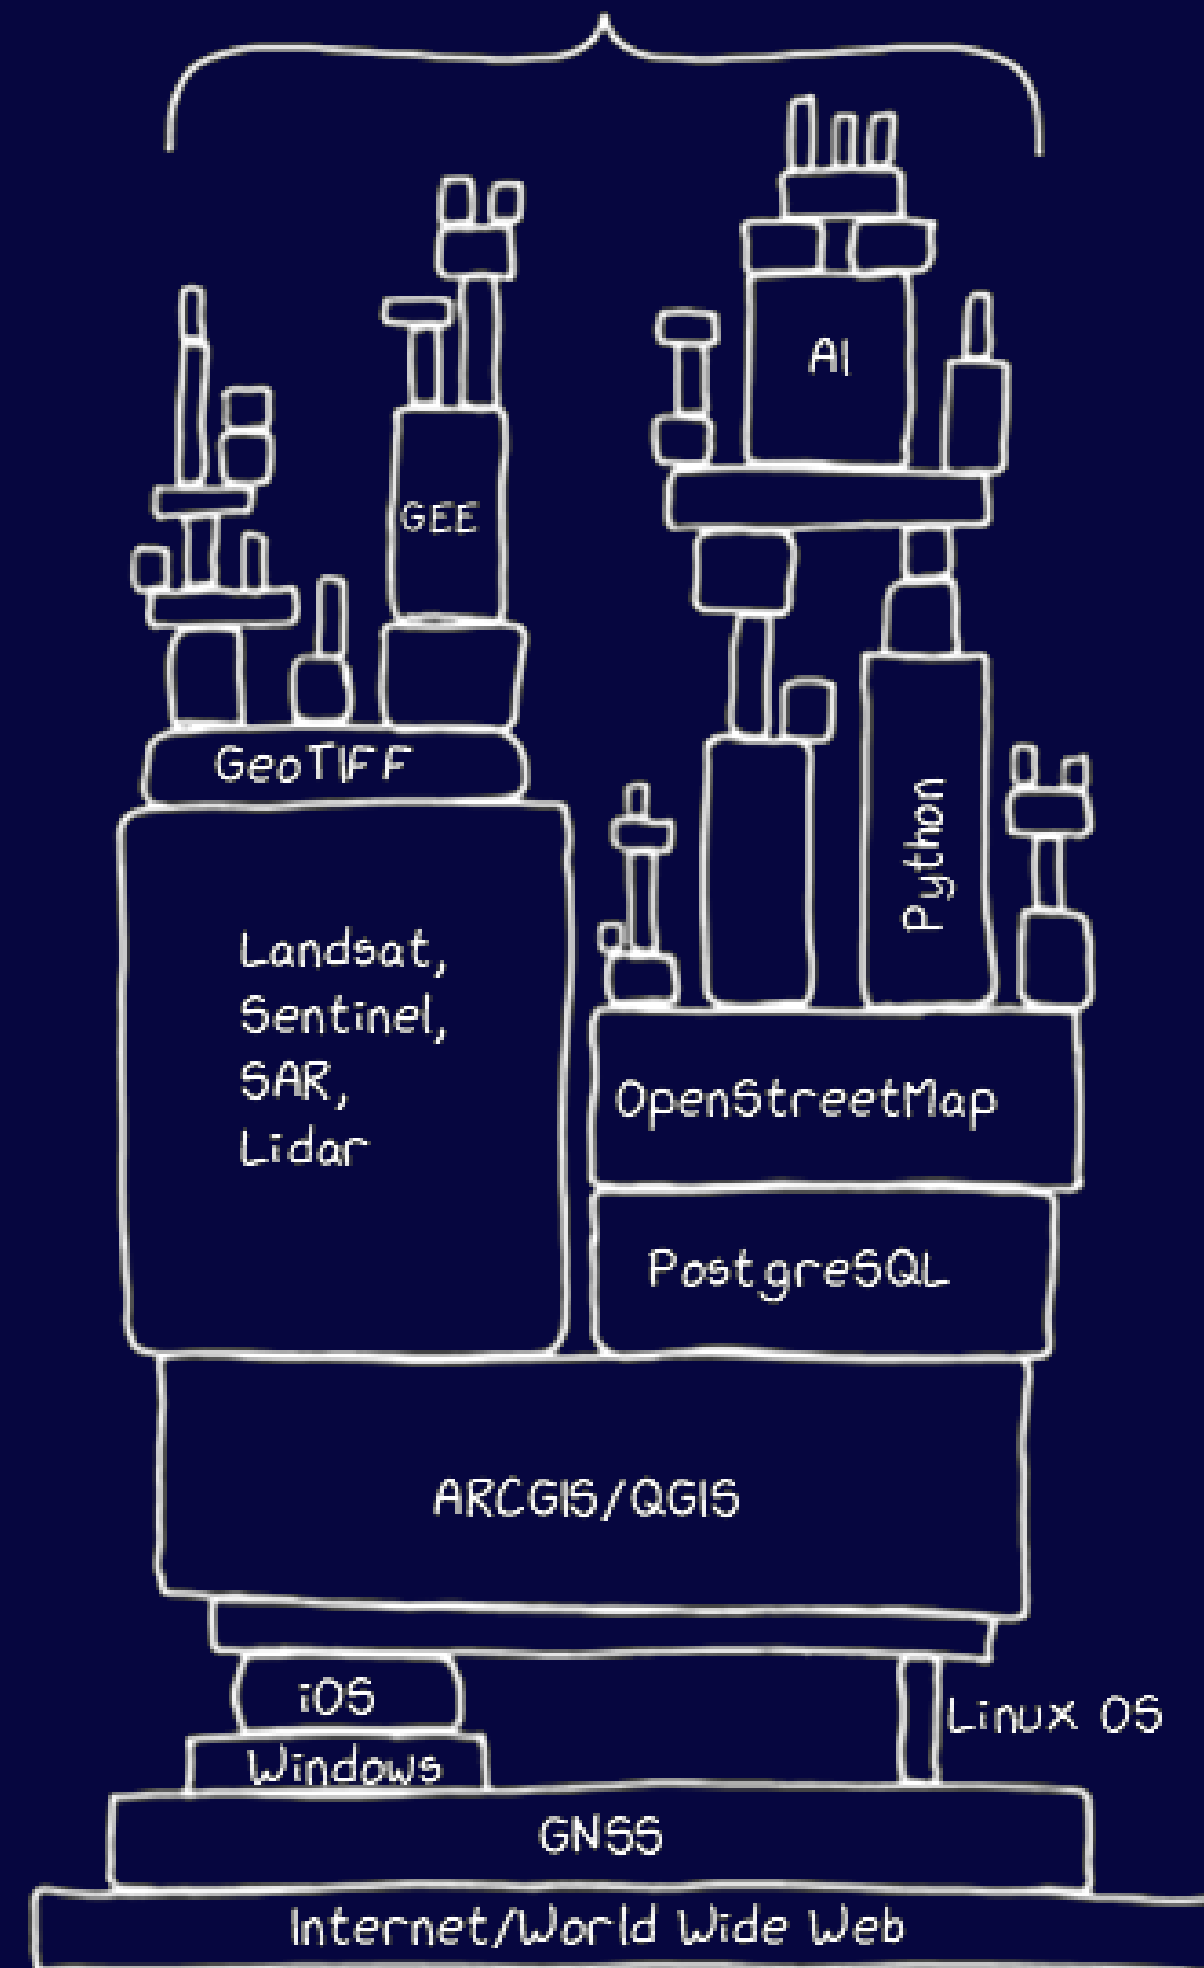 AI
GEE
GeoTIFF
Python
Landsat,
Sentinel,
SAR,
Lidar
OpenStreetMap
PostgreSQL
ARCGIS/QGIS
iOS
Linux OS
Windows
GNSS
Internet/World Wide Web